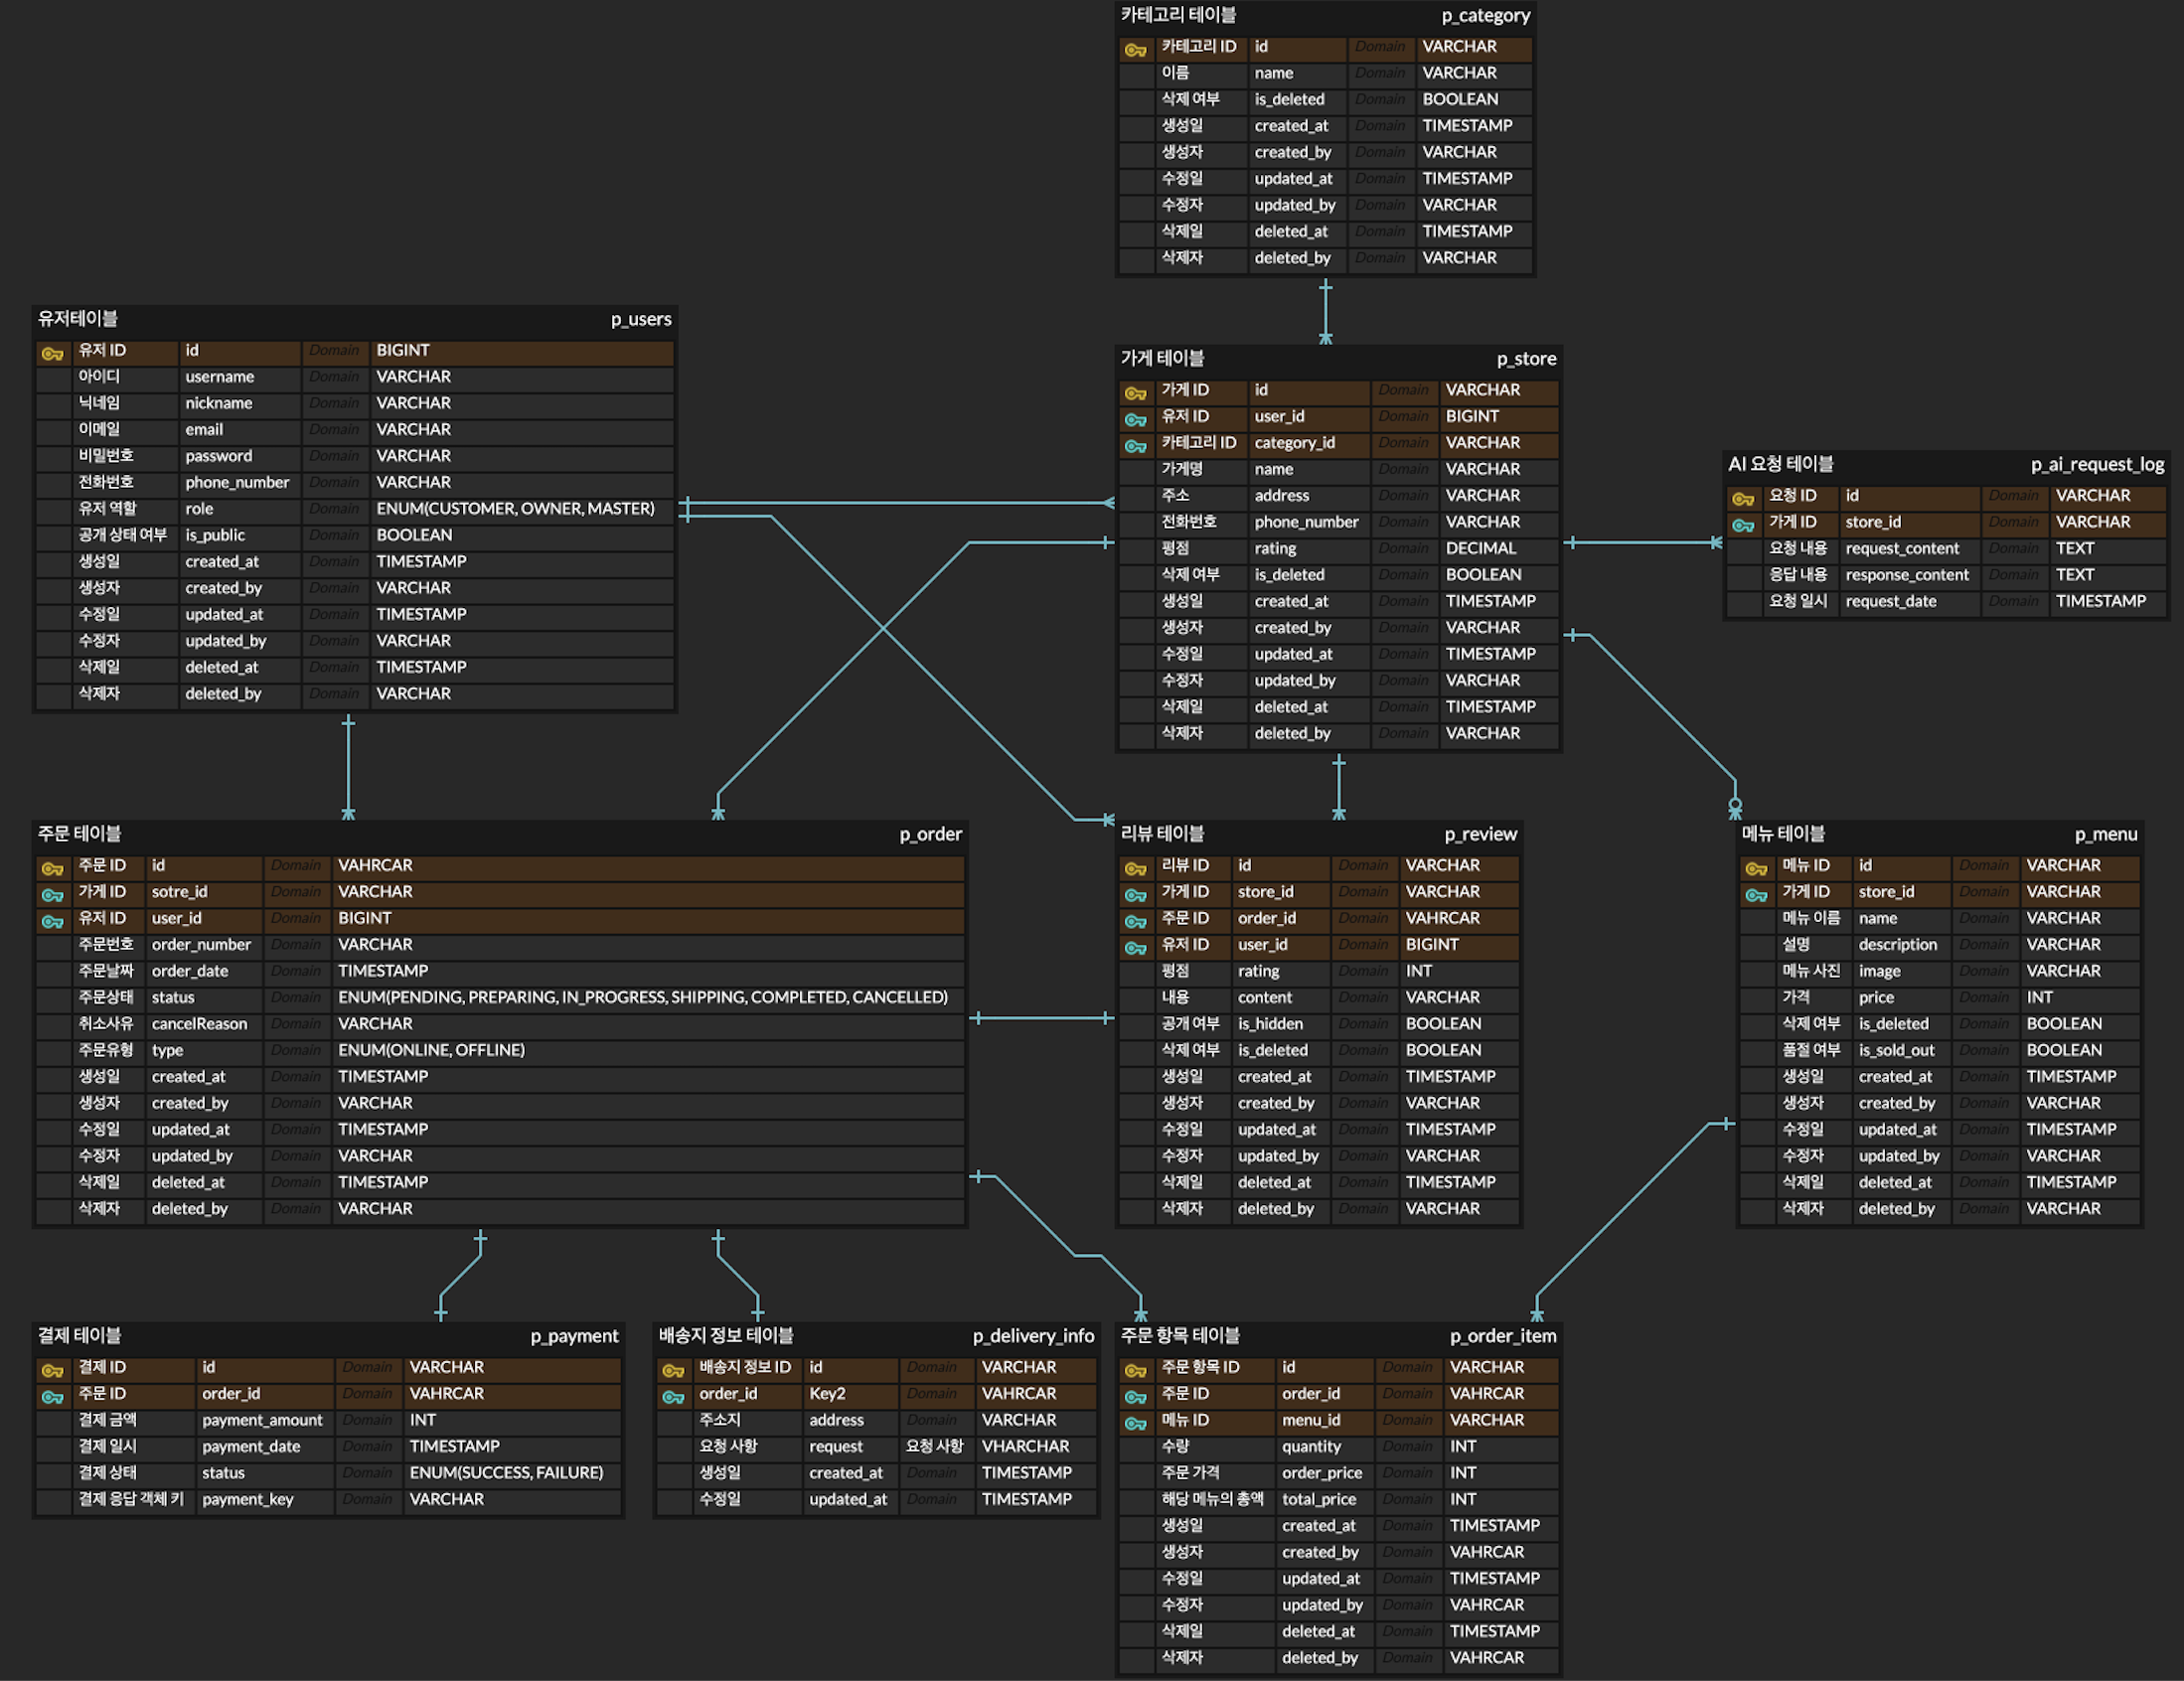 카테고리 테이블 p_category
카테고리 ID id Domain VARCHAR
이름 name Domain VARCHAR
삭제 여부 is_deleted Domain BOOLEAN
생성일 created_at Domain TIMESTAMP
생성자 created_by Domain VARCHAR
수정일 updated_at Domain TIMESTAMP
수정자 updated_by Domain VARCHAR
삭제일 deleted_at Domain TIMESTAMP
삭제자 deleted_by Domain VARCHAR
유저테이블 p_users
유저 ID id Domain BIGINT
아이디 username Domain VARCHAR
닉네임 nickname Domain VARCHAR
이메일 email Domain VARCHAR
비밀번호 password Domain VARCHAR
전화번호 phone_number Domain VARCHAR
유저 역할 role Domain ENUM(CUSTOMER, OWNER, MASTER)
공개 상태 여부 is_public Domain BOOLEAN
생성일 created_at Domain TIMESTAMP
생성자 created_by Domain VARCHAR
수정일 updated_at Domain TIMESTAMP
수정자 updated_by Domain VARCHAR
삭제일 deleted_at Domain TIMESTAMP
삭제자 deleted_by Domain VARCHAR
가게 테이블 p_store
가게 ID id Domain VARCHAR
유저 ID user_id Domain BIGINT
카테고리 ID category_id Domain VARCHAR
가게명 name Domain VARCHAR
주소 address Domain VARCHAR
전화번호 phone_number Domain VARCHAR
평점 rating Domain DECIMAL
삭제 여부 is_deleted Domain BOOLEAN
생성일 created_at Domain TIMESTAMP
생성자 created_by Domain VARCHAR
수정일 updated_at Domain TIMESTAMP
수정자 updated_by Domain VARCHAR
삭제일 deleted_at Domain TIMESTAMP
삭제자 deleted_by Domain VARCHAR
AI 요청 테이블 p_ai_request_log
요청 ID id Domain VARCHAR
가게 ID store_id Domain VARCHAR
요청 내용 request_content Domain TEXT
응답 내용 response_content Domain TEXT
요청 일시 request_date Domain TIMESTAMP
주문 테이블 p_order
주문 ID id Domain VAHRCAR
가게 ID sotre_id Domain VARCHAR
유저 ID user_id Domain BIGINT
주문번호 order_number Domain VARCHAR
주문날짜 order_date Domain TIMESTAMP
주문상태 status Domain ENUM(PENDING, PREPARING, IN_PROGRESS, SHIPPING, COMPLETED, CANCELLED)
취소사유 cancelReason Domain VARCHAR
주문유형 type Domain ENUM(ONLINE, OFFLINE)
생성일 created_at Domain TIMESTAMP
생성자 created_by Domain VARCHAR
수정일 updated_at Domain TIMESTAMP
수정자 updated_by Domain VARCHAR
삭제일 deleted_at Domain TIMESTAMP
삭제자 deleted_by Domain VARCHAR
리뷰 테이블 p_review
리뷰 ID id Domain VARCHAR
가게 ID store_id Domain VARCHAR
주문 ID order_id Domain VAHRCAR
유저 ID user_id Domain BIGINT
평점 rating Domain INT
내용 content Domain VARCHAR
공개 여부 is_hidden Domain BOOLEAN
삭제 여부 is_deleted Domain BOOLEAN
생성일 created_at Domain TIMESTAMP
생성자 created_by Domain VARCHAR
수정일 updated_at Domain TIMESTAMP
수정자 updated_by Domain VARCHAR
삭제일 deleted_at Domain TIMESTAMP
삭제자 deleted_by Domain VARCHAR
메뉴 테이블 p_menu
메뉴 ID id Domain VARCHAR
가게 ID store_id Domain VARCHAR
메뉴 이름 name Domain VARCHAR
설명 description Domain VARCHAR
메뉴 사진 image Domain VARCHAR
가격 price Domain INT
삭제 여부 is_deleted Domain BOOLEAN
품절 여부 is_sold_out Domain BOOLEAN
생성일 created_at Domain TIMESTAMP
생성자 created_by Domain VARCHAR
수정일 updated_at Domain TIMESTAMP
수정자 updated_by Domain VARCHAR
삭제일 deleted_at Domain TIMESTAMP
삭제자 deleted_by Domain VARCHAR
결제 테이블 p_payment
결제 ID id Domain VARCHAR
주문 ID order_id Domain VAHRCAR
결제 금액 payment_amount Domain INT
결제 일시 payment_date Domain TIMESTAMP
결제 상태 status Domain ENUM(SUCCESS, FAILURE)
결제 응답 객체 키 payment_key Domain VARCHAR
배송지 정보 테이블 p_delivery_info
배송지 정보 ID id Domain VARCHAR
order_id Key2 Domain VAHRCAR
주소지 address Domain VARCHAR
요청 사항 request 요청 사항 VHARCHAR
생성일 created_at Domain TIMESTAMP
수정일 updated_at Domain TIMESTAMP
주문 항목 테이블 p_order_item
주문 항목 ID id Domain VARCHAR
주문 ID order_id Domain VAHRCAR
메뉴 ID menu_id Domain VARCHAR
수량 quantity Domain INT
주문 가격 order_price Domain INT
해당 메뉴의 총액 total_price Domain INT
생성일 created_at Domain TIMESTAMP
생성자 created_by Domain VAHRCAR
수정일 updated_at Domain TIMESTAMP
수정자 updated_by Domain VAHRCAR
삭제일 deleted_at Domain TIMESTAMP
삭제자 deleted_by Domain VAHRCAR